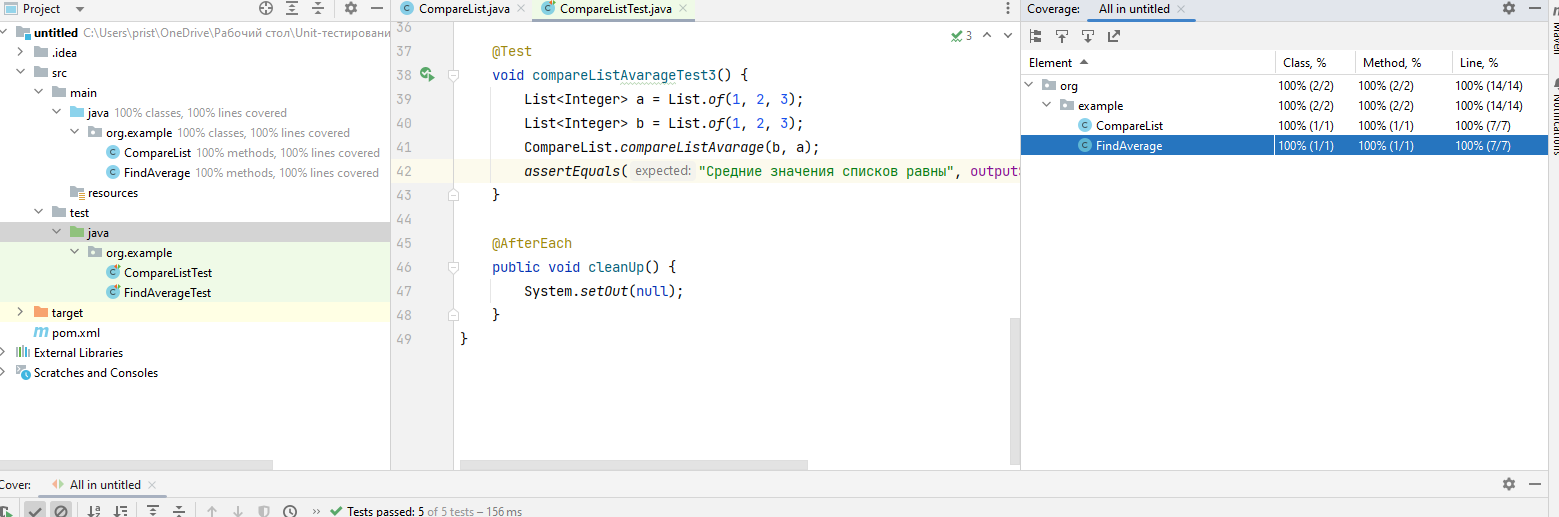 Project
untitled C:\Users\prist\OneDrive\Рабочий стол\Unit-тестировани
.idea
src
main
java 100% classes, 100% lines covered
org.example 100% classes, 100% lines covered
CompareList 100% methods, 100% lines covered
FindAverage 100% methods, 100% lines covered
resources
test
java
org.example
CompareListTest
FindAverageTest
target
pom.xml
External Libraries
Scratches and Consoles
CompareList.java
CompareListTest.java
3
36
37 @Test
38 void compareListAvarageTest3() {
39 List<Integer> a = List.of(1, 2, 3);
40 List<Integer> b = List.of(1, 2, 3);
41 CompareList.compareListAvarage(b, a);
42 assertEquals( expected: "Средние значения списков равны", outputS
43 }
44
45 @AfterEach
46 public void cleanUp() {
47 System.setOut(null);
48 }
49 }
Coverage: All in untitled
Element Class, % Method, % Line, %
org 100% (2/2) 100% (2/2) 100% (14/14)
example 100% (2/2) 100% (2/2) 100% (14/14)
CompareList 100% (1/1) 100% (1/1) 100% (7/7)
FindAverage 100% (1/1) 100% (1/1) 100% (7/7)
Maven
Notifications
Cover: All in untitled
Tests passed: 5 of 5 tests – 156 ms